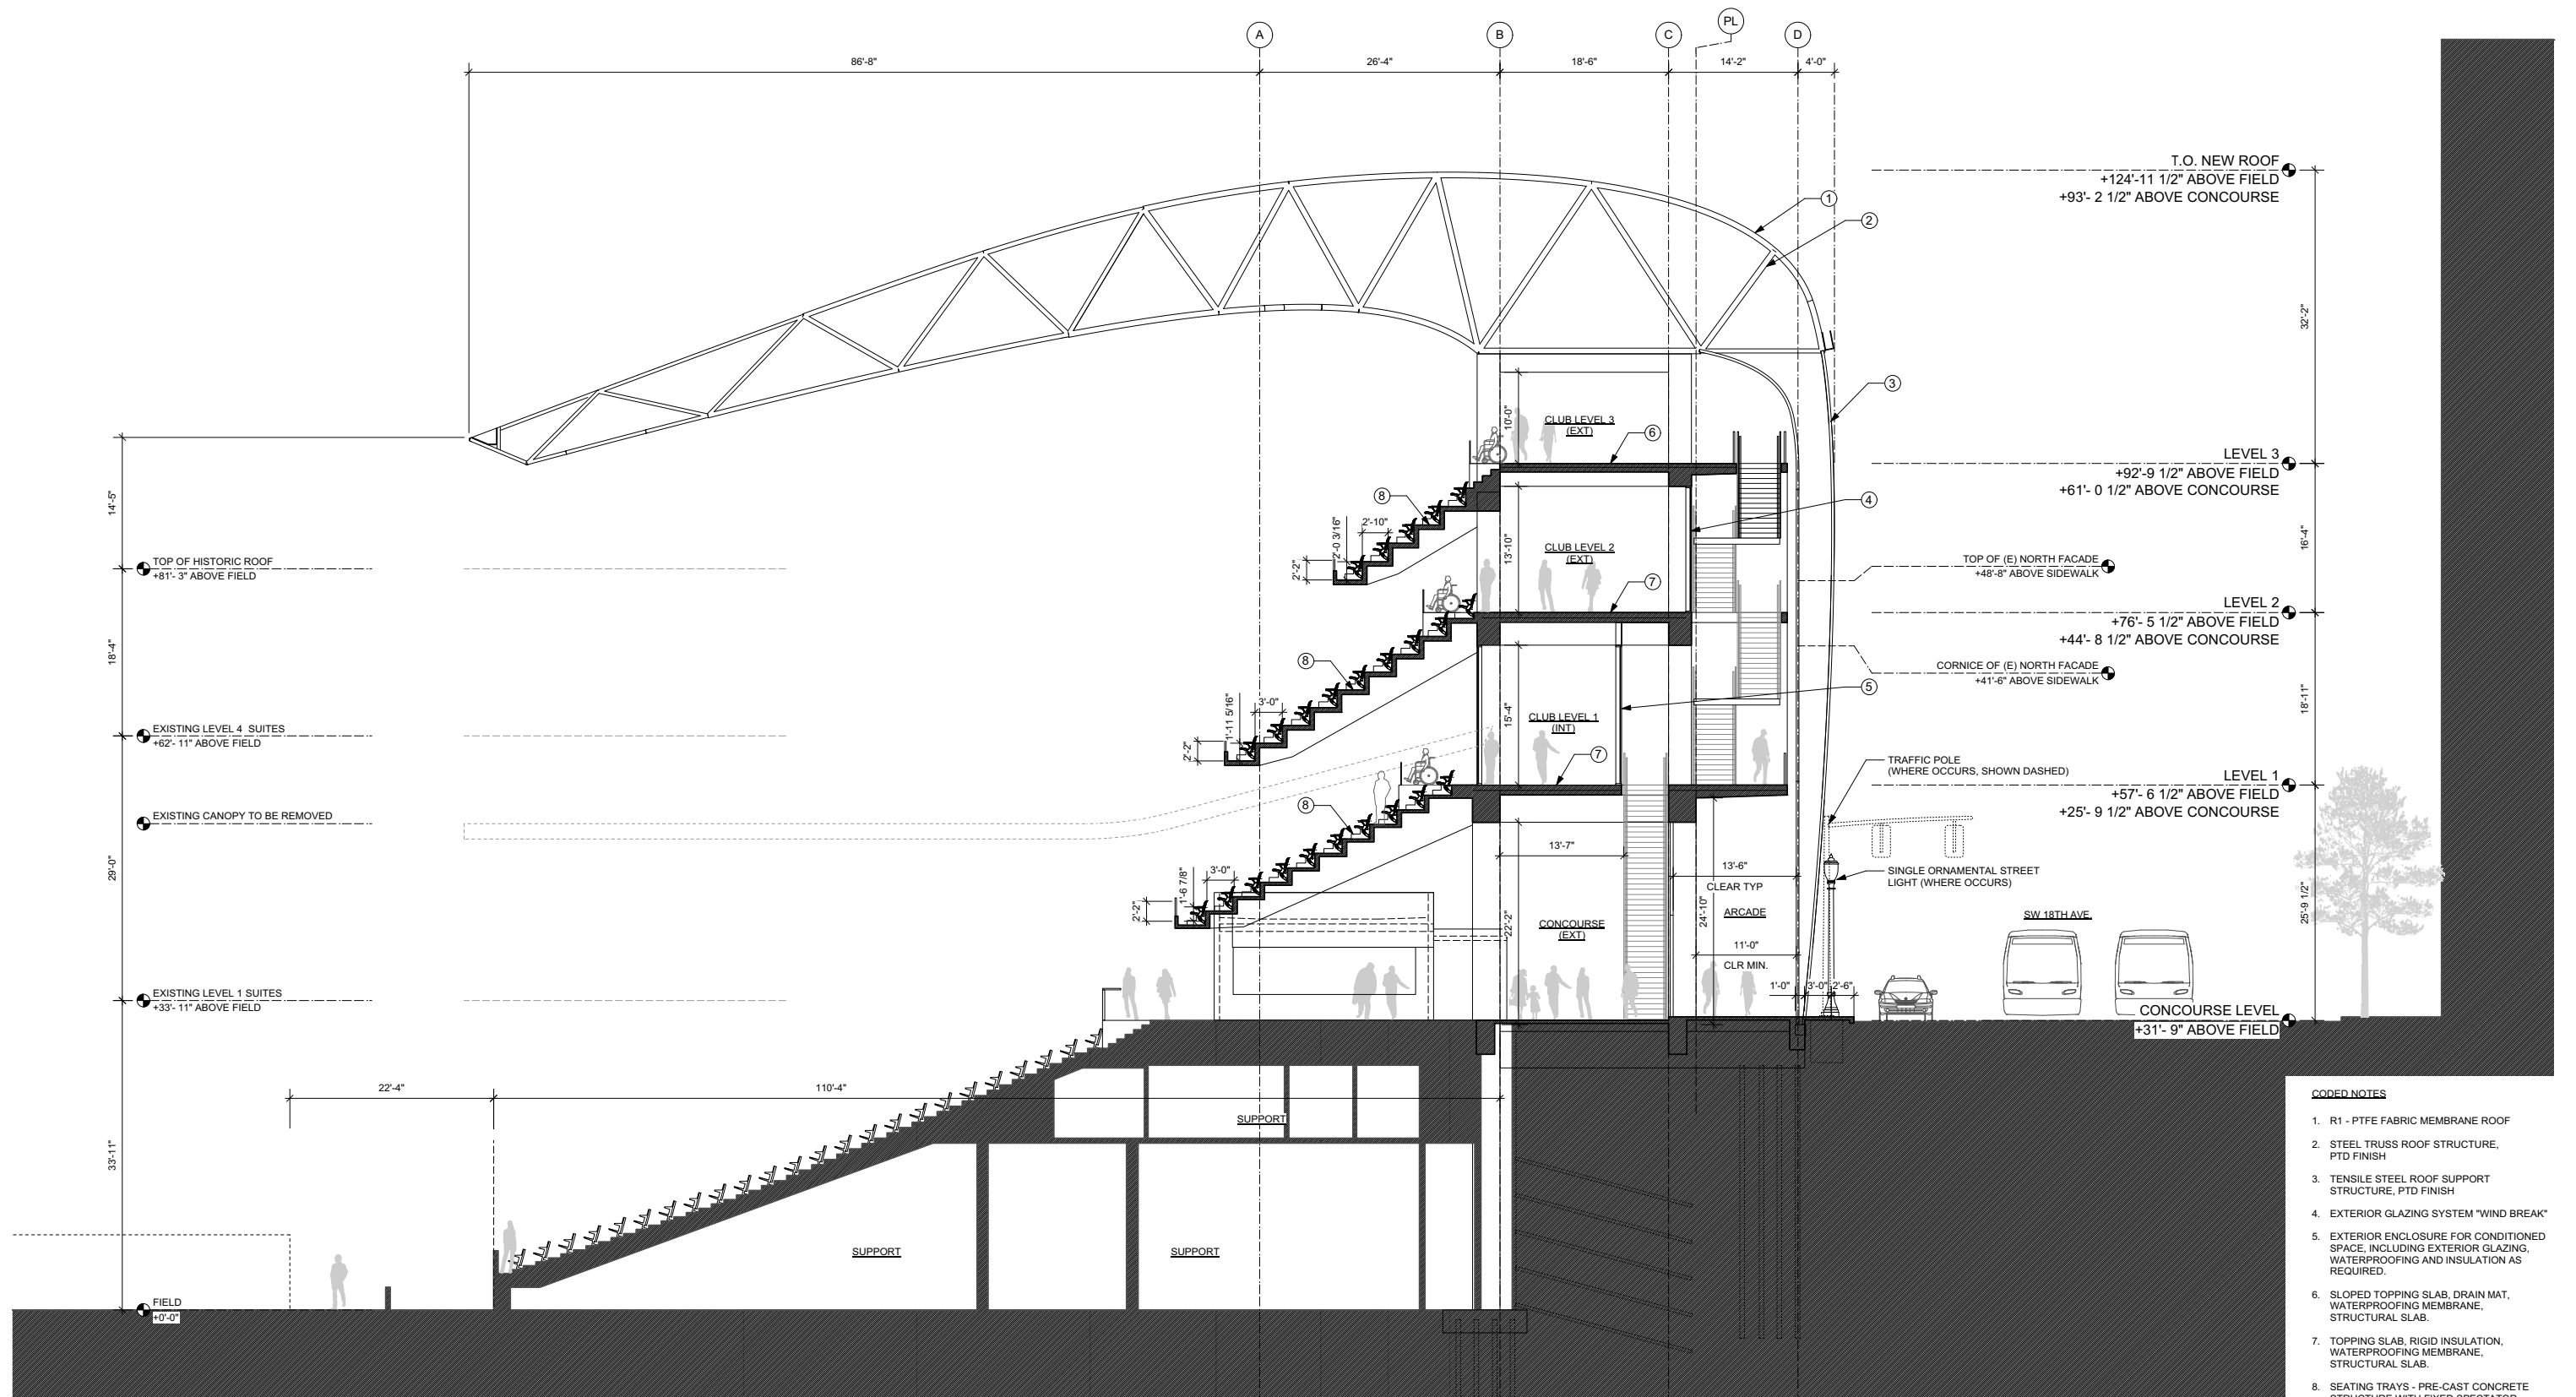 A
B
C
PL
D
86'-8"
26'-4"
18'-6"
14'-2"
4'-0"
T.O. NEW ROOF
+124'-11 1/2" ABOVE FIELD
+93'- 2 1/2" ABOVE CONCOURSE
1
2
32'-2"
3
10'-0"
CLUB LEVEL 3
(EXT)
6
LEVEL 3
+92'-9 1/2" ABOVE FIELD
+61'- 0 1/2" ABOVE CONCOURSE
14'-5"
8
4
2'-0 3/16"
2'-10"
2'-2"
13'-10"
CLUB LEVEL 2
(EXT)
7
16'-4"
TOP OF HISTORIC ROOF
+81'- 3" ABOVE FIELD
TOP OF (E) NORTH FACADE
+48'-8" ABOVE SIDEWALK
LEVEL 2
+76'- 5 1/2" ABOVE FIELD
+44'- 8 1/2" ABOVE CONCOURSE
18'-4"
8
CORNICE OF (E) NORTH FACADE
+41'-6" ABOVE SIDEWALK
5
1'-11 5/16"
3'-0"
2'-2"
15'-4"
CLUB LEVEL 1
(INT)
7
18'-11"
EXISTING LEVEL 4 SUITES
+62'- 11" ABOVE FIELD
TRAFFIC POLE
(WHERE OCCURS, SHOWN DASHED)
LEVEL 1
+57'- 6 1/2" ABOVE FIELD
+25'- 9 1/2" ABOVE CONCOURSE
EXISTING CANOPY TO BE REMOVED
8
29'-0"
13'-7"
13'-6"
CLEAR TYP
SINGLE ORNAMENTAL STREET
LIGHT (WHERE OCCURS)
1'-6 7/8"
3'-0"
2'-2"
22'-2"
CONCOURSE
(EXT)
24'-10"
ARCADE
SW 18TH AVE
25'-9 1/2"
11'-0"
CLR MIN.
1'-0"
3'-0"
2'-6"
EXISTING LEVEL 1 SUITES
+33'- 11" ABOVE FIELD
CONCOURSE LEVEL
+31'- 9" ABOVE FIELD
22'-4"
110'-4"
SUPPORT
33'-11"
SUPPORT
SUPPORT
FIELD
+0'-0"
CODED NOTES
1. R1 - PTFE FABRIC MEMBRANE ROOF
2. STEEL TRUSS ROOF STRUCTURE,
PTD FINISH
3. TENSILE STEEL ROOF SUPPORT
STRUCTURE, PTD FINISH
4. EXTERIOR GLAZING SYSTEM "WIND BREAK"
5. EXTERIOR ENCLOSURE FOR CONDITIONED
SPACE, INCLUDING EXTERIOR GLAZING,
WATERPROOFING AND INSULATION AS
REQUIRED.
6. SLOPED TOPPING SLAB, DRAIN MAT,
WATERPROOFING MEMBRANE,
STRUCTURAL SLAB.
7. TOPPING SLAB, RIGID INSULATION,
WATERPROOFING MEMBRANE,
STRUCTURAL SLAB.
8. SEATING TRAYS - PRE-CAST CONCRETE